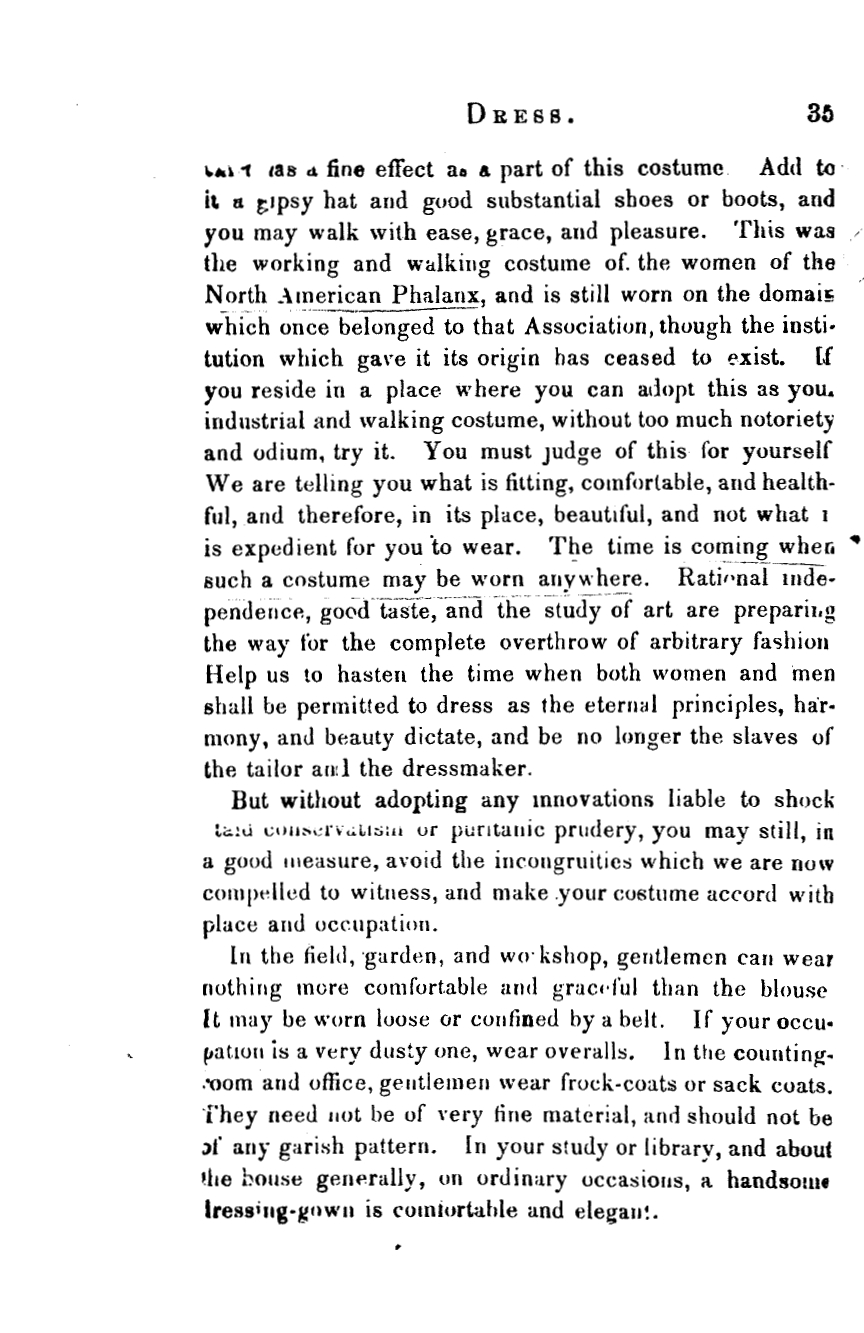 DRESS. 35
has a fine effect as a part of this costume. Add to
it a gipsy hat and good substantial shoes or boots, and
you may walk with ease, grace, and pleasure. This was
the working and walking costume of. the women of the
North American Phalanx, and is still worn on the domain
which once belonged to that Association, though the insti-
tution which gave it its origin has ceased to exist. If
you reside in a place where you can adopt this as your
industrial and walking costume, without too much notoriety
and odium, try it. You must judge of this for yourself
We are telling you what is fitting, comfortable, and health-
ful, and therefore, in its place, beautiful, and not what i
is expedient for you to wear. The time is coming when
such a costume may be worn anywhere. Rational inde-
pendence, good taste, and the study of art are preparing
the way for the complete overthrow of arbitrary fashion
Help us to hasten the time when both women and men
shall be permitted to dress as the eternal principles, har-
mony, and beauty dictate, and be no longer the slaves of
the tailor and the dressmaker.
But without adopting any innovations liable to shock
staid conservatism or puritanic prudery, you may still, in
a good measure, avoid the incongruities which we are now
compelled to witness, and make your costume accord with
place and occupation.
In the field, garden, and workshop, gentlemen can wear
nothing more comfortable and graceful than the blouse
It may be worn loose or confined by a belt. If your occu-
pation is a very dusty one, wear overalls. In the counting-
room and office, gentlemen wear frock-coats or sack coats.
They need not be of very fine material, and should not be
of any garish pattern. In your study or library, and about
the house generally, on ordinary occasions, a handsome
dressing-gown is comfortable and elegant.